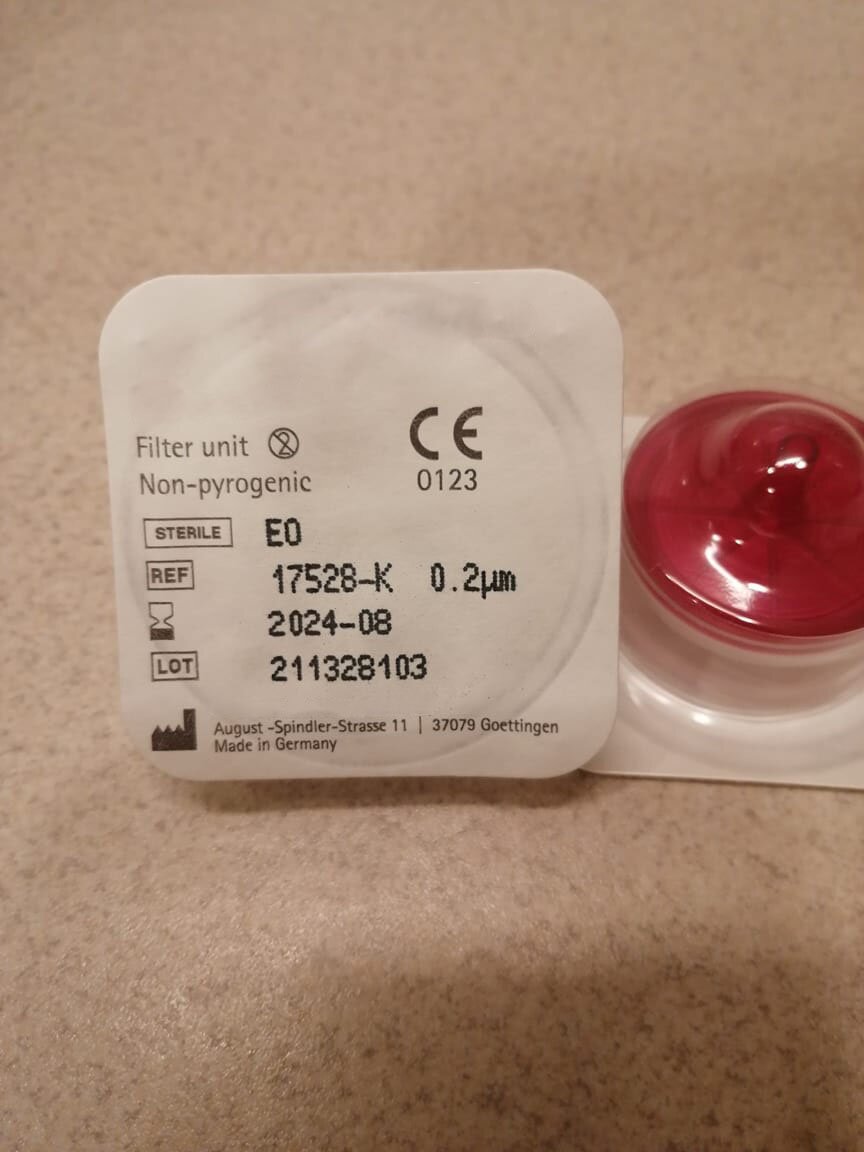 Filter unit 2 CE
Non-pyrogenic 0123
STERILE EO
REF 17528-K 0.2µm
2024-08
LOT 211328103
August -Spindler-Strasse 11 | 37079 Goettingen
Made in Germany